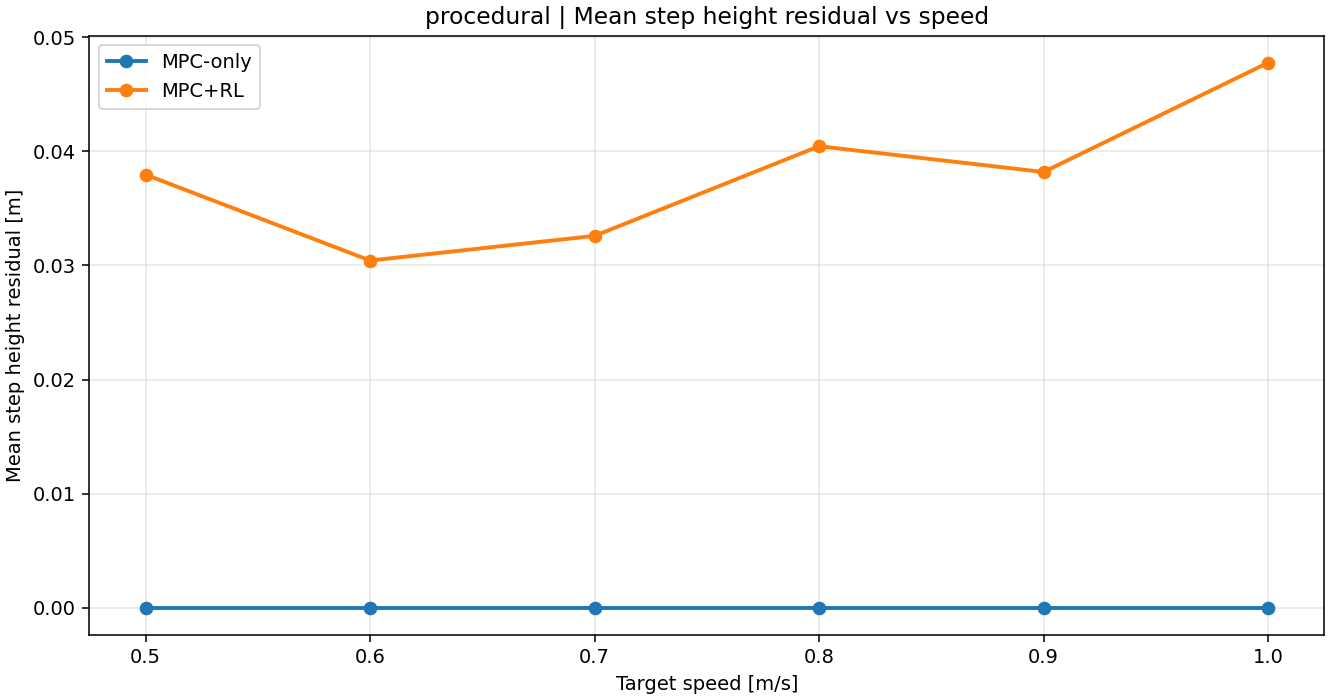 procedural | Mean step height residual vs speed
MPC-only
MPC+RL
Mean step height residual [m]
0.05
0.04
0.03
0.02
0.01
0.00
0.5 0.6 0.7 0.8 0.9 1.0
Target speed [m/s]